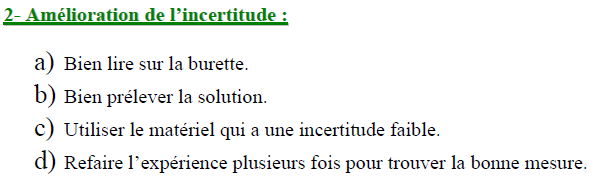 2- Amélioration de l'incertitude :
a) Bien lire sur la burette.
b) Bien prélever la solution.
c) Utiliser le matériel qui a une incertitude faible.
d) Refaire l'expérience plusieurs fois pour trouver la bonne mesure.